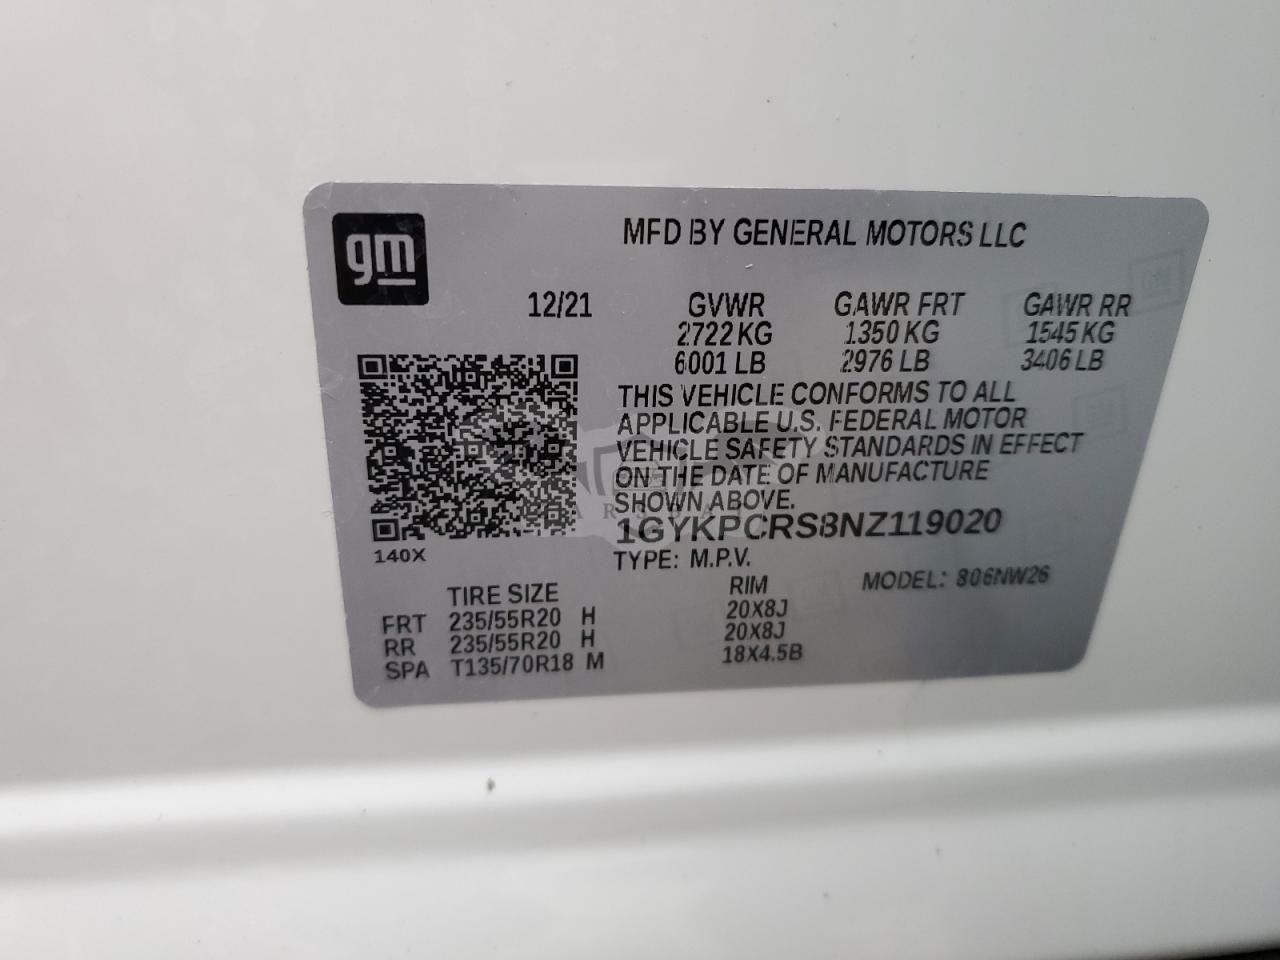 gm
MFD BY GENERAL MOTORS LLC
12/21 GVWR GAWR FRT GAWR RR
2722 KG 1350 KG 1545 KG
6001 LB 2976 LB 3406 LB
THIS VEHICLE CONFORMS TO ALL
APPLICABLE U.S. FEDERAL MOTOR
VEHICLE SAFETY STANDARDS IN EFFECT
ON THE DATE OF MANUFACTURE
SHOWN ABOVE.
1GYKPCRS8NZ119020
140X
TYPE: M.P.V.
TIRE SIZE RIM MODEL: 806NW26
FRT 235/55R20 H 20X8J
RR 235/55R20 H 20X8J
SPA T135/70R18 M 18X4.5B